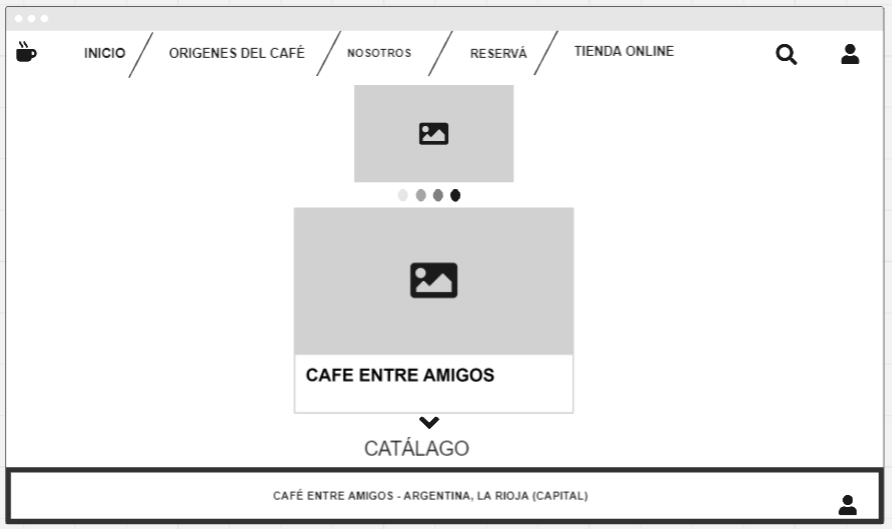 INICIO
ORIGENES DEL CAFÉ
NOSOTROS
RESERVÁ
TIENDA ONLINE
CAFE ENTRE AMIGOS
CATÁLAGO
CAFÉ ENTRE AMIGOS - ARGENTINA, LA RIOJA (CAPITAL)